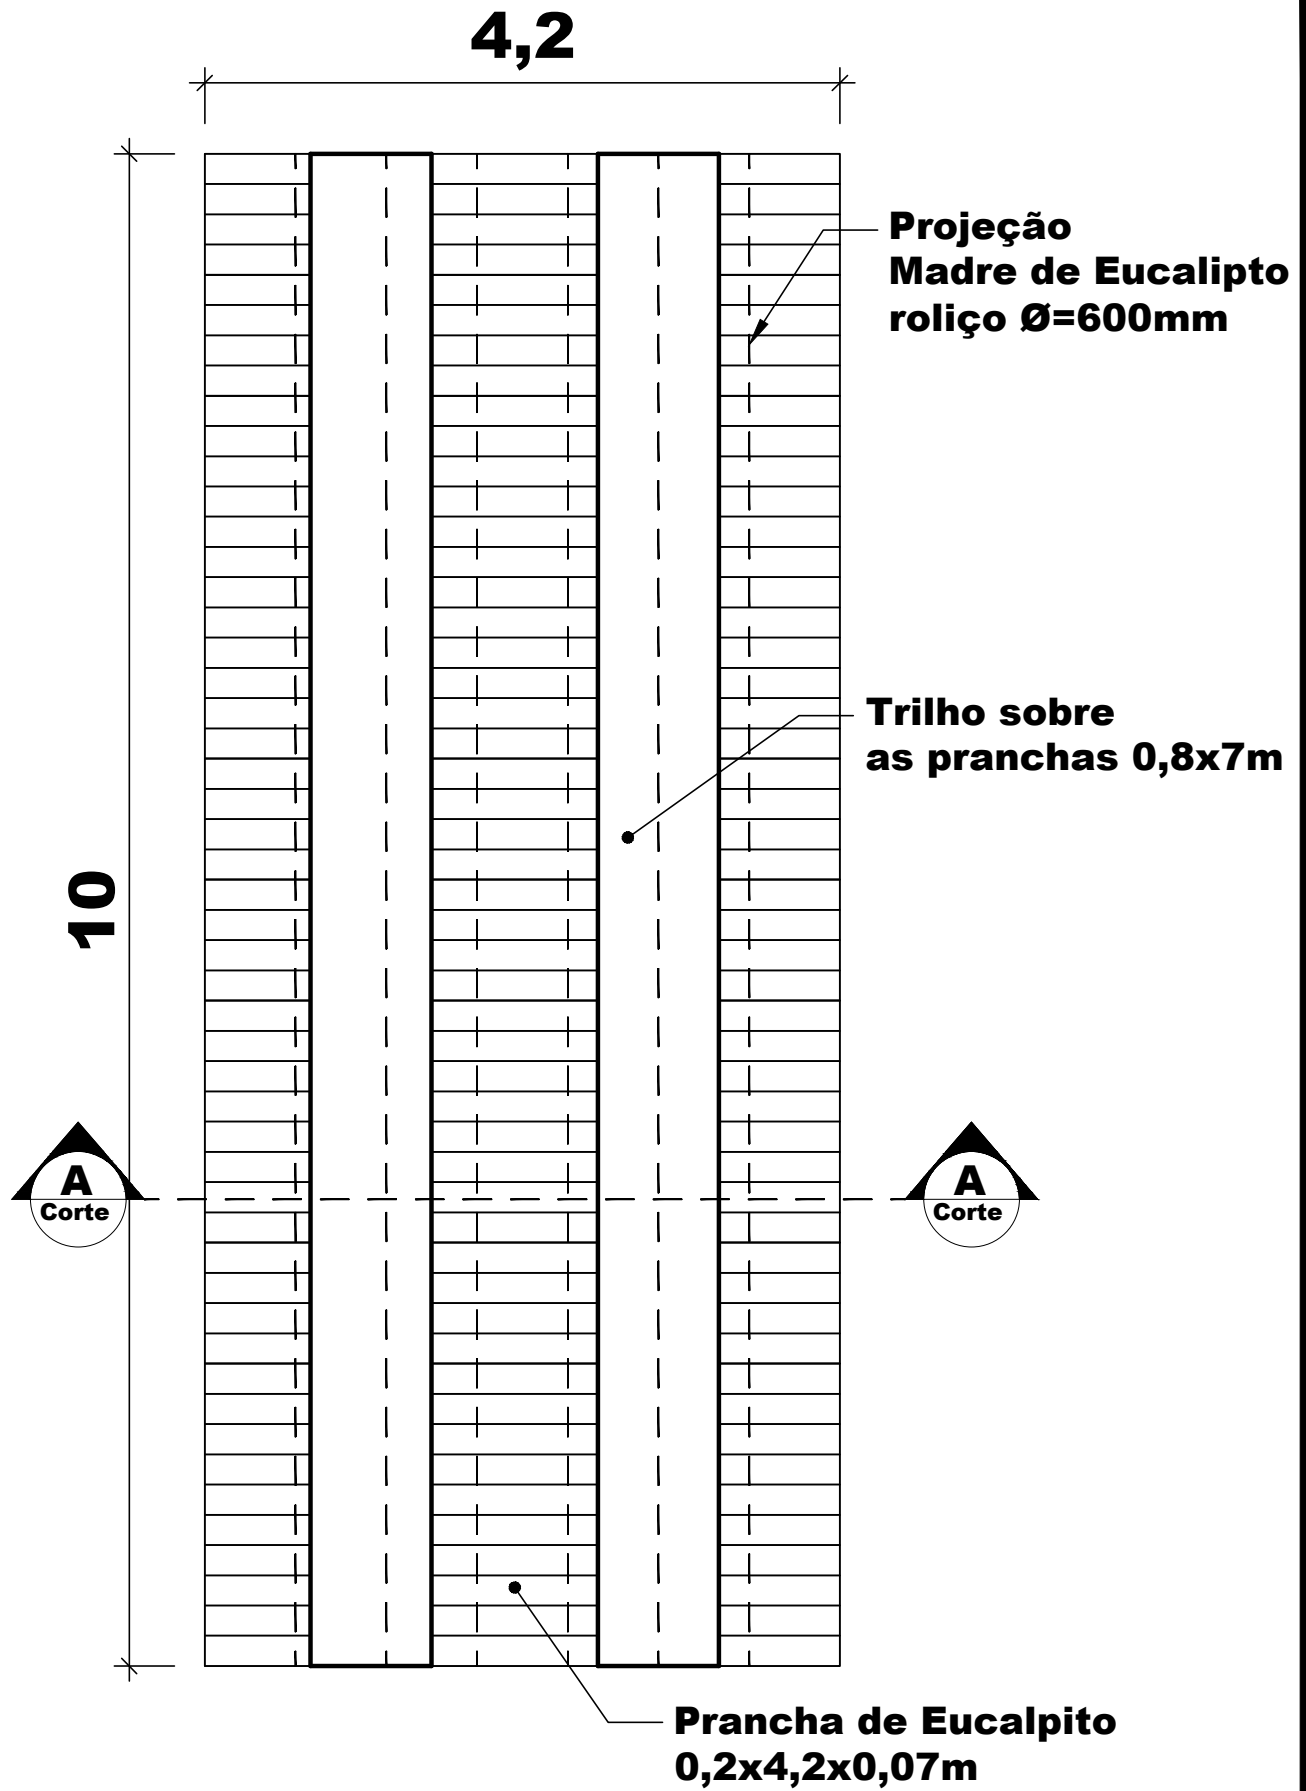 4,2
Projeção
Madre de Eucalipto
roliço Ø=600mm
Trilho sobre
as pranchas 0,8x7m
10
A
Corte
A
Corte
Prancha de Eucalpito
0,2x4,2x0,07m